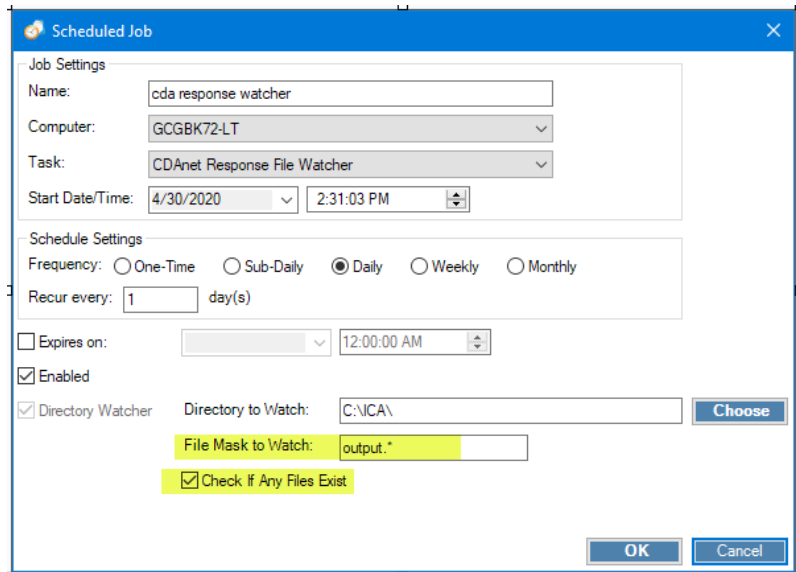 Scheduled Job
Job Settings
Name: cda response watcher
Computer: GCGBK72-LT
Task: CDAnet Response File Watcher
Start Date/Time: 4/30/2020 2:31:03 PM
Schedule Settings
Frequency: One-Time Sub-Daily Daily Weekly Monthly
Recur every: 1 day(s)
Expires on: 12:00:00 AM
Enabled
Directory Watcher Directory to Watch: C:\ICA\ Choose
File Mask to Watch: output.*
Check If Any Files Exist
OK Cancel